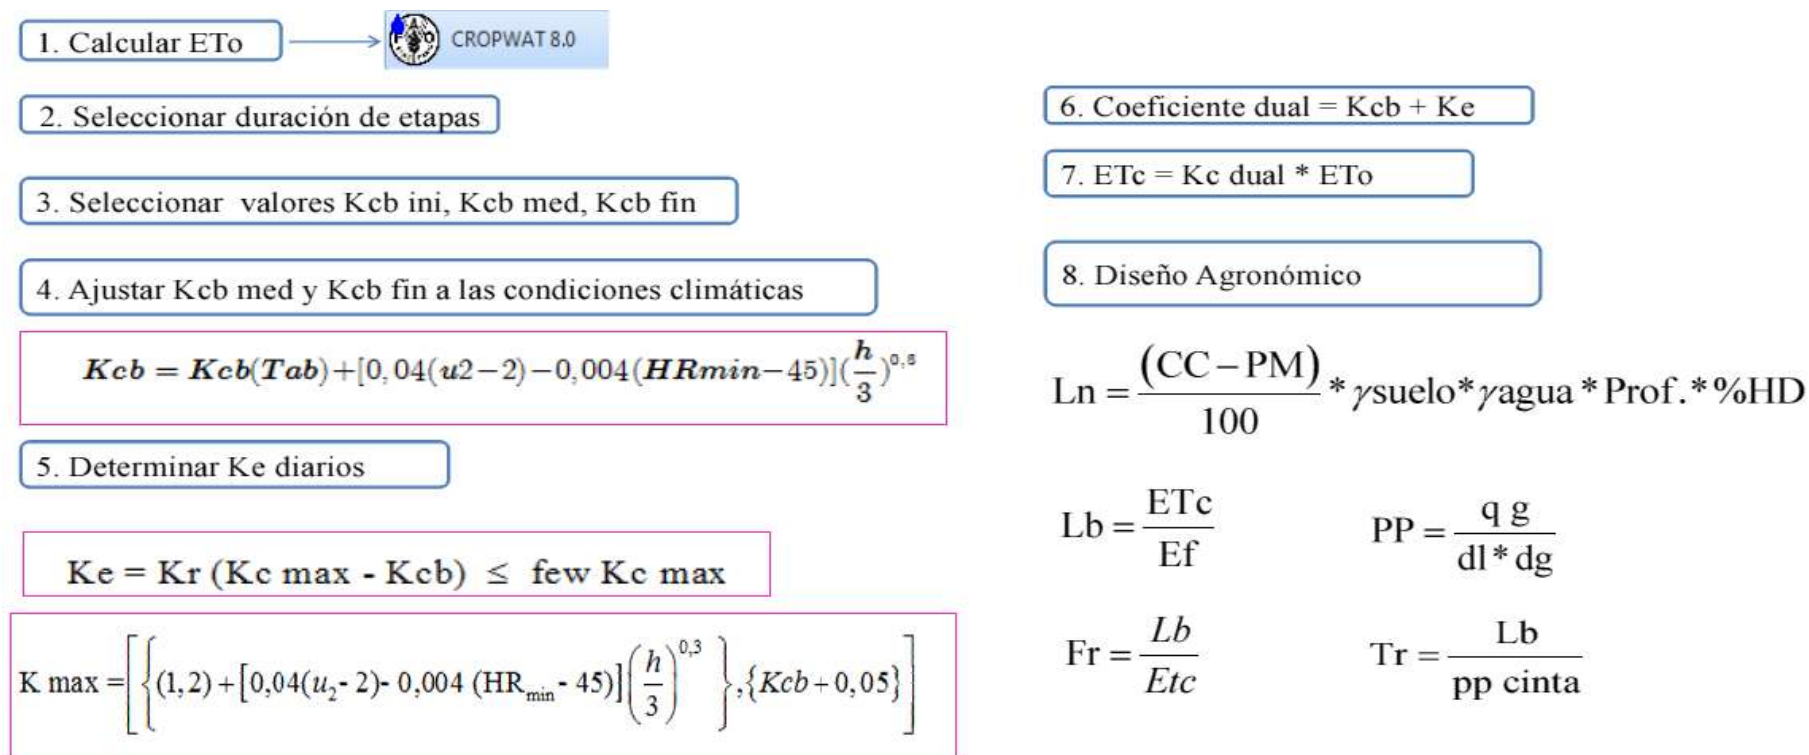 1. Calcular ETo
CROPWAT 8.0
2. Seleccionar duración de etapas
3. Seleccionar valores Kcb ini, Kcb med, Kcb fin
4. Ajustar Kcb med y Kcb fin a las condiciones climáticas
Kcb = Kcb(Tab)+[0,04(u2−2)−0,004(HRmin−45)](h/3)^0,8
5. Determinar Ke diarios
Ke = Kr (Kc max - Kcb) ≤ few Kc max
K max = [{(1,2)+[0,04(u₂- 2)- 0,004 (HRmin - 45)](h/3)^0,3},{Kcb+0,05}]
6. Coeficiente dual = Kcb + Ke
7. ETc = Kc dual * ETo
8. Diseño Agronómico
Ln = (CC−PM)/100 * γsuelo*γagua * Prof.*%HD
Lb = ETc/Ef
PP = q g/dl* dg
Fr = Lb/Etc
Tr = Lb/pp cinta